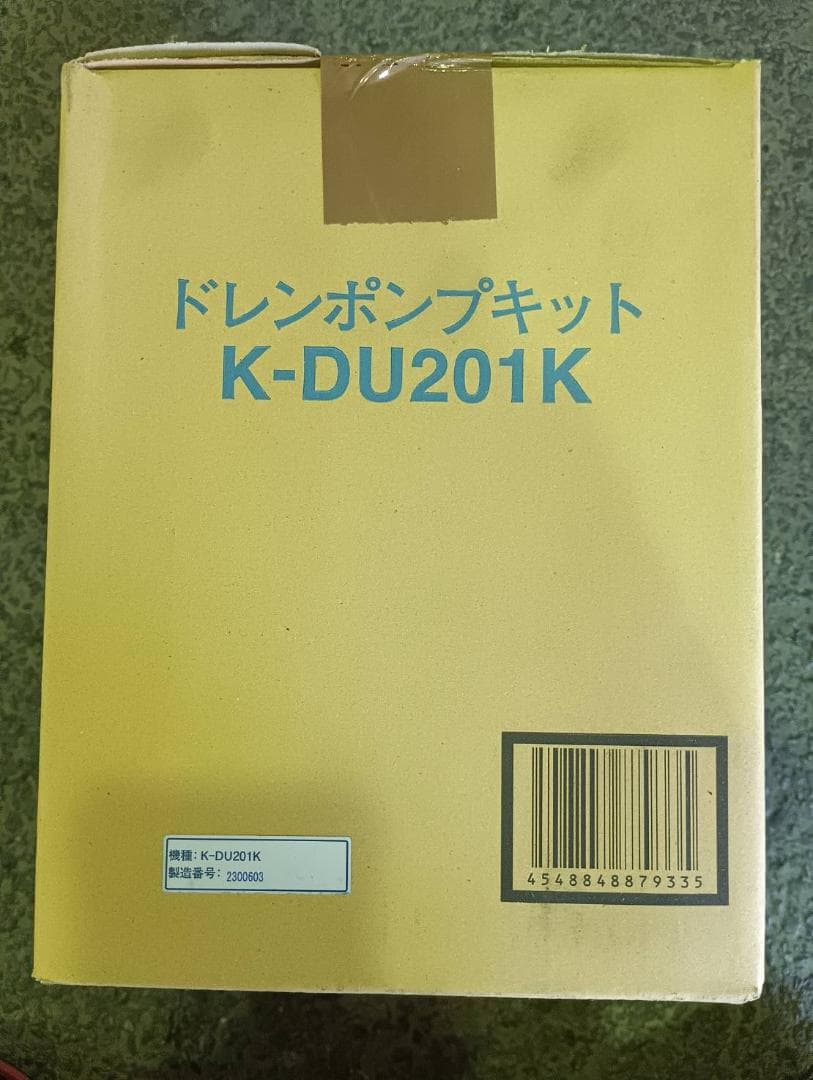 ドレンポンプキット
K-DU201K
機種: K-DU201K
製造番号: 2300603
4548848879335